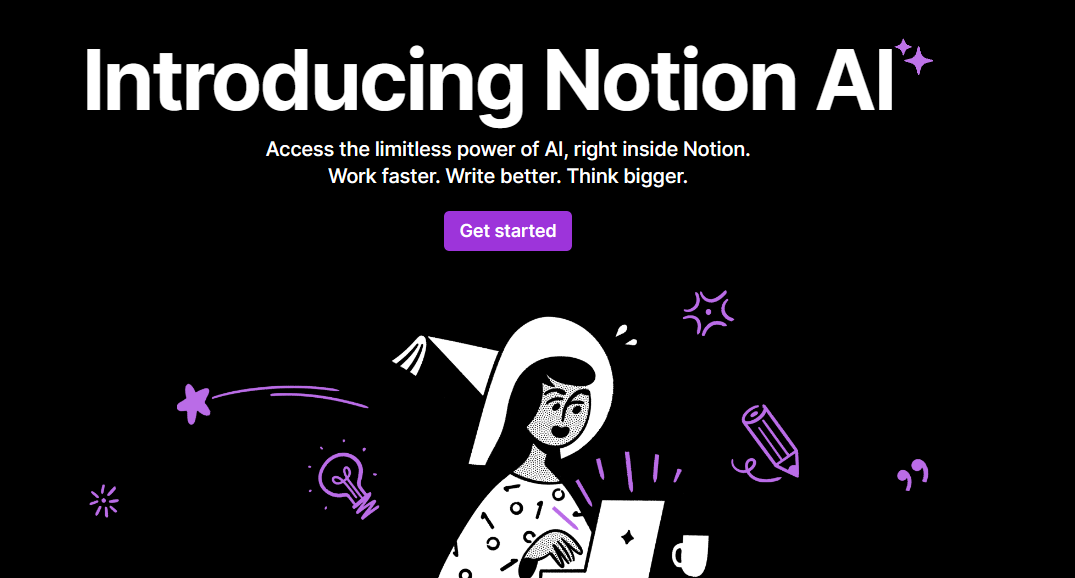 Introducing Notion AI
Access the limitless power of AI, right inside Notion.
Work faster. Write better. Think bigger.
Get started